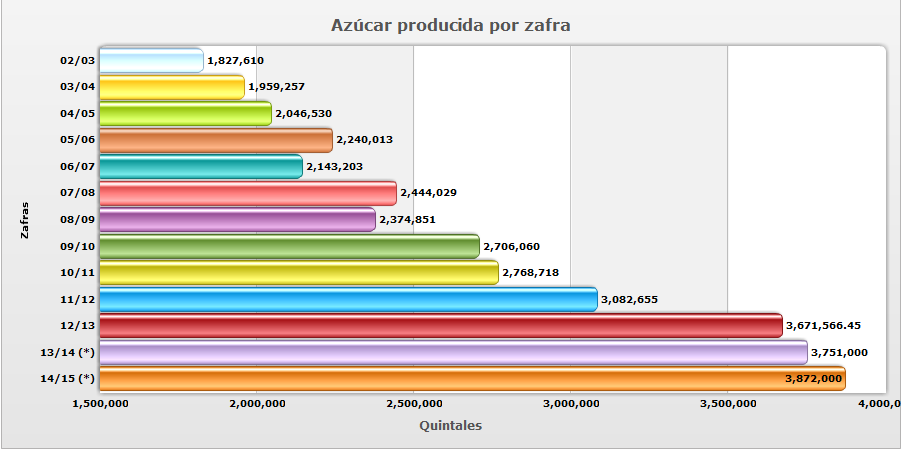 Azúcar producida por zafra
Zafras
02/03 1,827,610
03/04 1,959,257
04/05 2,046,530
05/06 2,240,013
06/07 2,143,203
07/08 2,444,029
08/09 2,374,851
09/10 2,706,060
10/11 2,768,718
11/12 3,082,655
12/13 3,671,566.45
13/14 (*) 3,751,000
14/15 (*) 3,872,000
1,500,000 2,000,000 2,500,000 3,000,000 3,500,000 4,000,0
Quintales